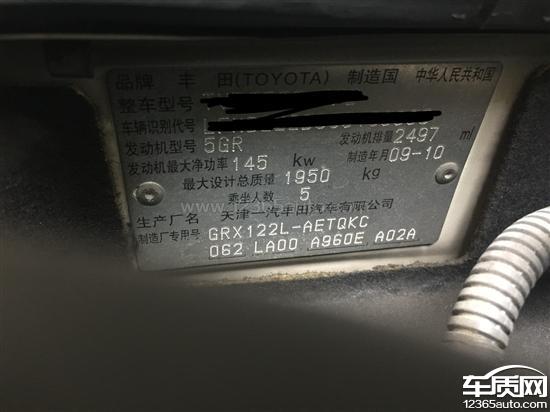 品牌 丰田(TOYOTA) 制造国 中华人民共和国
整车型号
车辆识别代号
发动机型号 5GR 发动机排量 2497 ml
发动机最大净功率 145 kw 制造年月 09-10
最大设计总质量 1950 kg
乘坐人数 5
生产厂名 天津一汽丰田汽车有限公司
制造厂专用号 GRX122L-AETQKC
062 LA00 A960E A02A
车质网
12365auto.com